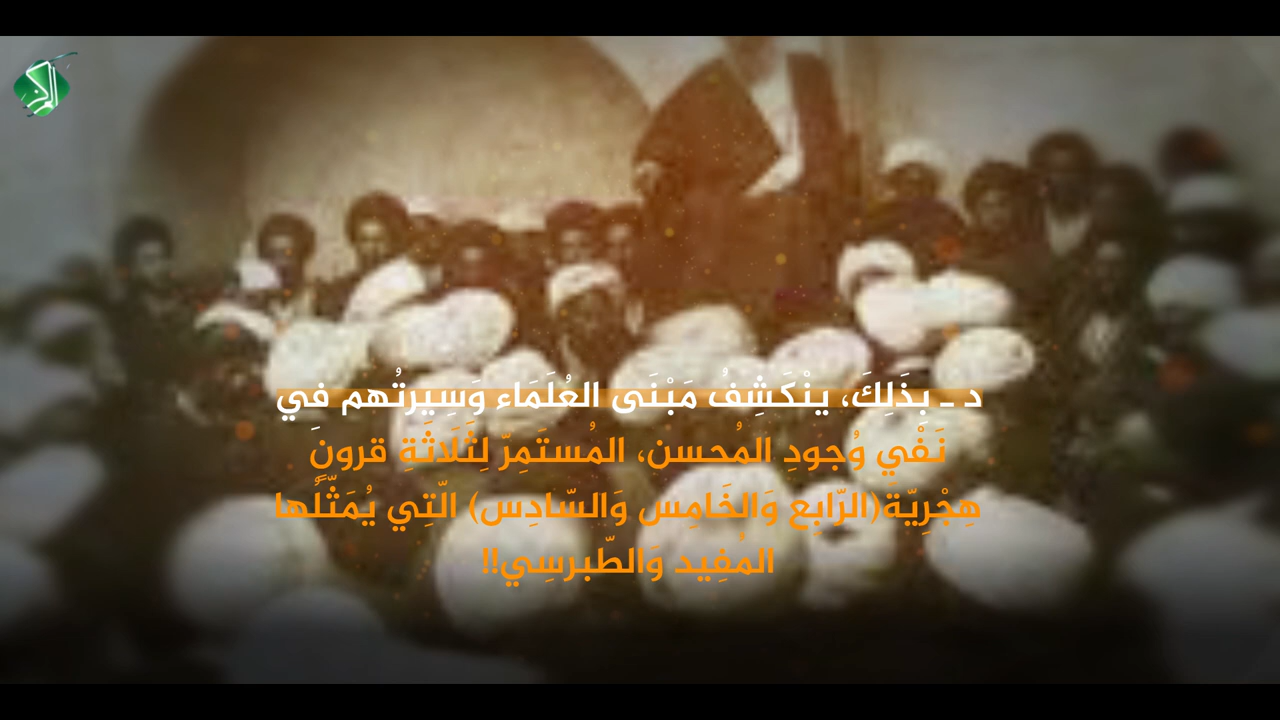 د ـ بِذَلِكَ، ينْكَشِفُ مَبْنَى العُلَمَاء وَسِيرتُهم في
نَفْي وُجودِ المُحسن، المُستَمِرّ لِثَلَاثَةِ قرونٍ
هِجْرِيّة(الرّابِع وَالخَامِس وَالسّادِس) الّتِي يُمَثّلُها
المُفِيد وَالطّبرسِي!!